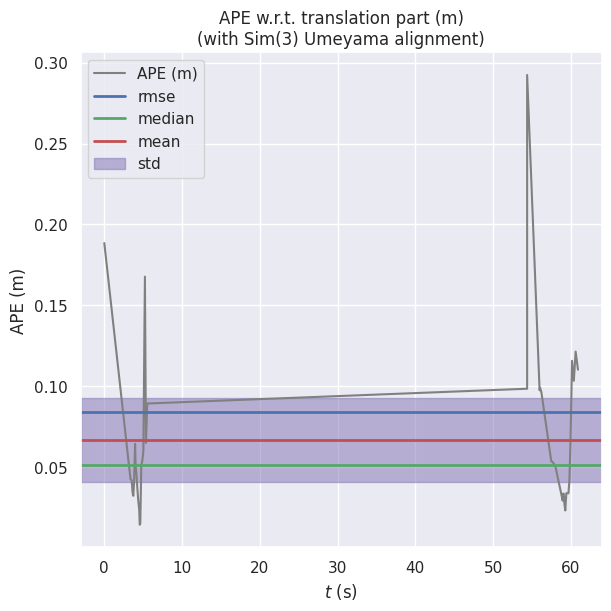 APE w.r.t. translation part (m)
(with Sim(3) Umeyama alignment)
APE (m)
rmse
median
mean
std
0.30
0.25
0.20
0.15
0.10
0.05
APE (m)
0 10 20 30 40 50 60
t (s)